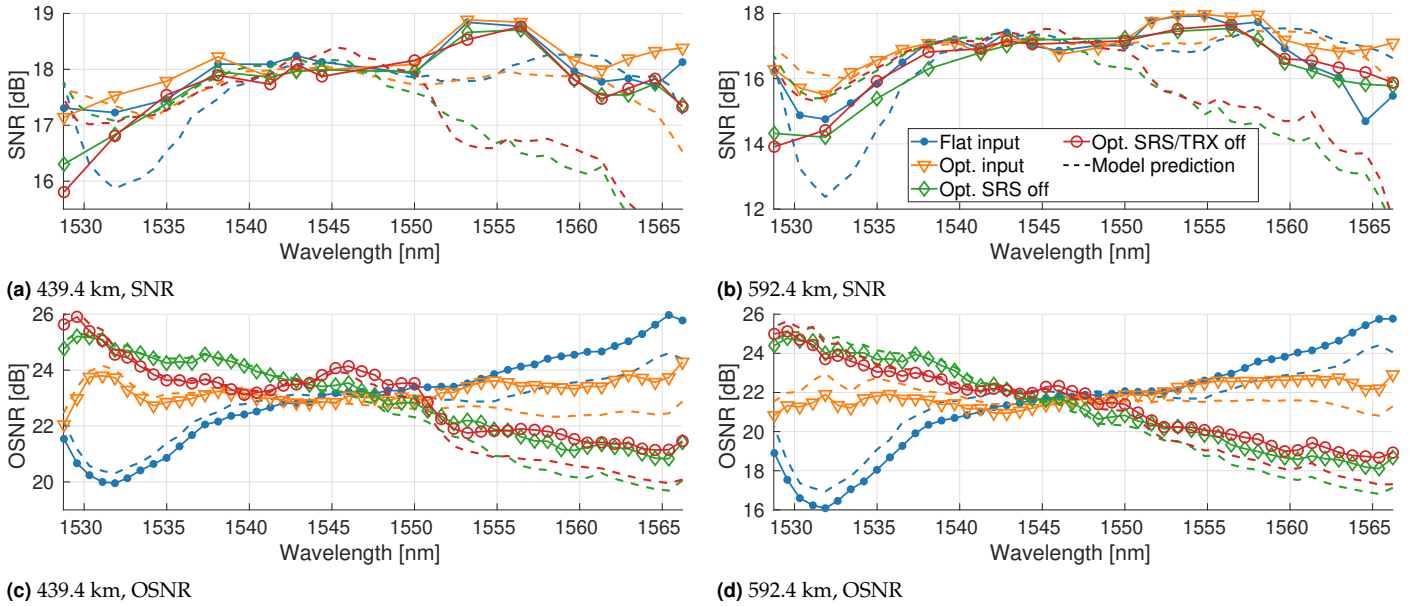 19
18
17
16
SNR [dB]
1530 1535 1540 1545 1550 1555 1560 1565
Wavelength [nm]
(a) 439.4 km, SNR
18
16
14
12
SNR [dB]
Flat input
Opt. input
Opt. SRS off
Opt. SRS/TRX off
Model prediction
1530 1535 1540 1545 1550 1555 1560 1565
Wavelength [nm]
(b) 592.4 km, SNR
26
24
22
20
OSNR [dB]
1530 1535 1540 1545 1550 1555 1560 1565
Wavelength [nm]
(c) 439.4 km, OSNR
26
24
22
20
18
16
OSNR [dB]
1530 1535 1540 1545 1550 1555 1560 1565
Wavelength [nm]
(d) 592.4 km, OSNR